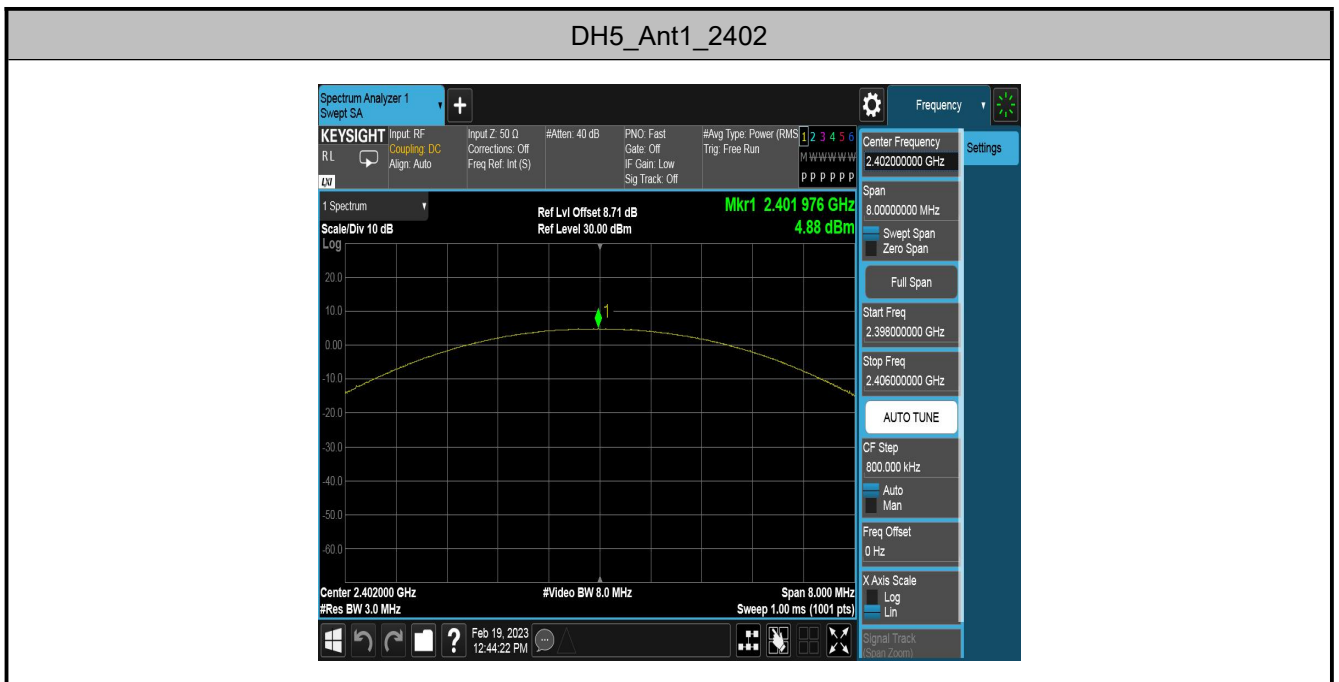 DH5_Ant1_2402
Spectrum Analyzer 1
Swept SA
+
Frequency
KEYSIGHT
RL
LXI
Input: RF
Coupling: DC
Align: Auto
Input Z: 50 Ω
Corrections: Off
Freq Ref: Int (S)
#Atten: 40 dB
PNO: Fast
Gate: Off
IF Gain: Low
Sig Track: Off
#Avg Type: Power (RMS
Trig: Free Run
1 2 3 4 5 6
M W W W W W
P P P P P P
Center Frequency
2.402000000 GHz
Settings
1 Spectrum
Scale/Div 10 dB
Log
Ref Lvl Offset 8.71 dB
Ref Level 30.00 dBm
Mkr1 2.401 976 GHz
4.88 dBm
Span
8.00000000 MHz
Swept Span
Zero Span
Full Span
Start Freq
2.398000000 GHz
Stop Freq
2.406000000 GHz
AUTO TUNE
CF Step
800.000 kHz
Auto
Man
Freq Offset
0 Hz
X Axis Scale
Log
Lin
Signal Track
(Span Zoom)
20.0
10.0
1
0.00
-10.0
-20.0
-30.0
-40.0
-50.0
-60.0
Center 2.402000 GHz
#Res BW 3.0 MHz
#Video BW 8.0 MHz
Span 8.000 MHz
Sweep 1.00 ms (1001 pts)
?
Feb 19, 2023
12:44:22 PM